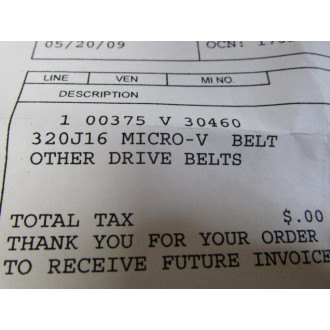 05/20/09 OCN:
LINE VEN MI NO.
DESCRIPTION
1 00375 V 30460
320J16 MICRO-V BELT
OTHER DRIVE BELTS
TOTAL TAX $.00
THANK YOU FOR YOUR ORDER
TO RECEIVE FUTURE INVOICE